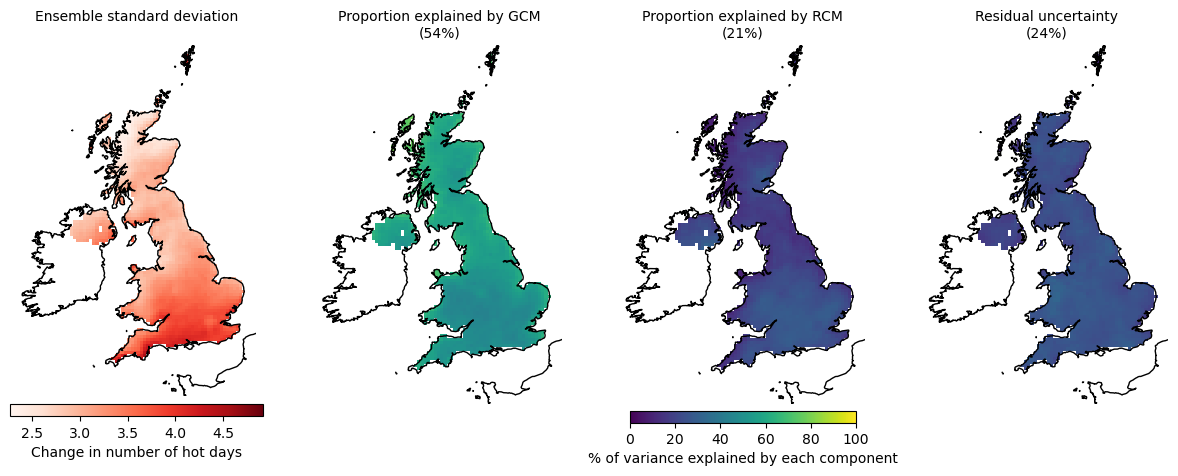 Ensemble standard deviation
Proportion explained by GCM
(54%)
Proportion explained by RCM
(21%)
Residual uncertainty
(24%)
2.5 3.0 3.5 4.0 4.5
Change in number of hot days
0 20 40 60 80 100
% of variance explained by each component